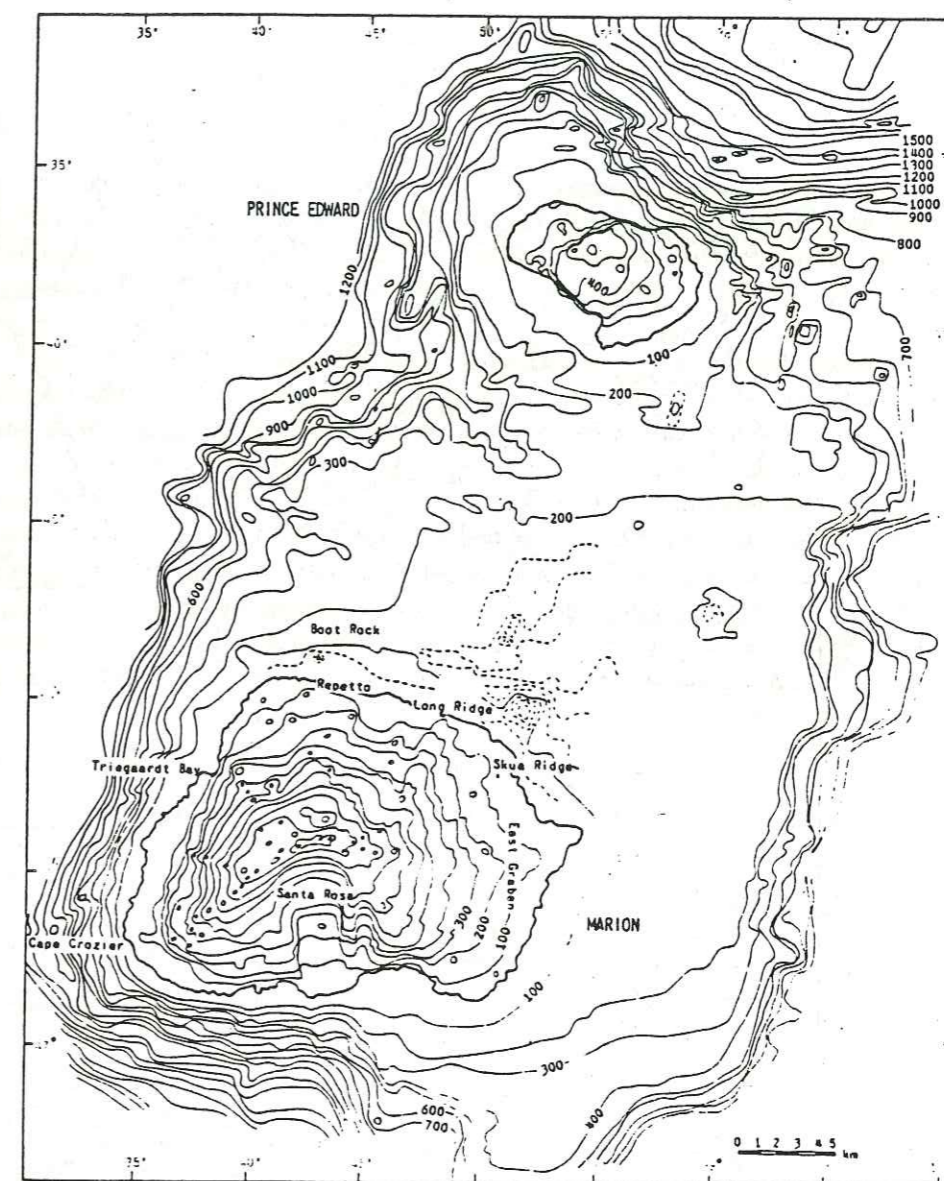 35°
40°
45°
50°
35°
1500
1400
1300
1200
1100
1000
900
800
PRINCE EDWARD
1200
400
700
100
1100
200
1000
900
300
200
600
Boot Rock
Repetto
Long Ridge
Triegaardt Bay
Skua Ridge
East Graben
Santa Rosa
300
200
100
MARION
Cape Crozier
100
300
600
700
400
0 1 2 3 4 5
km
35°
40°
45°